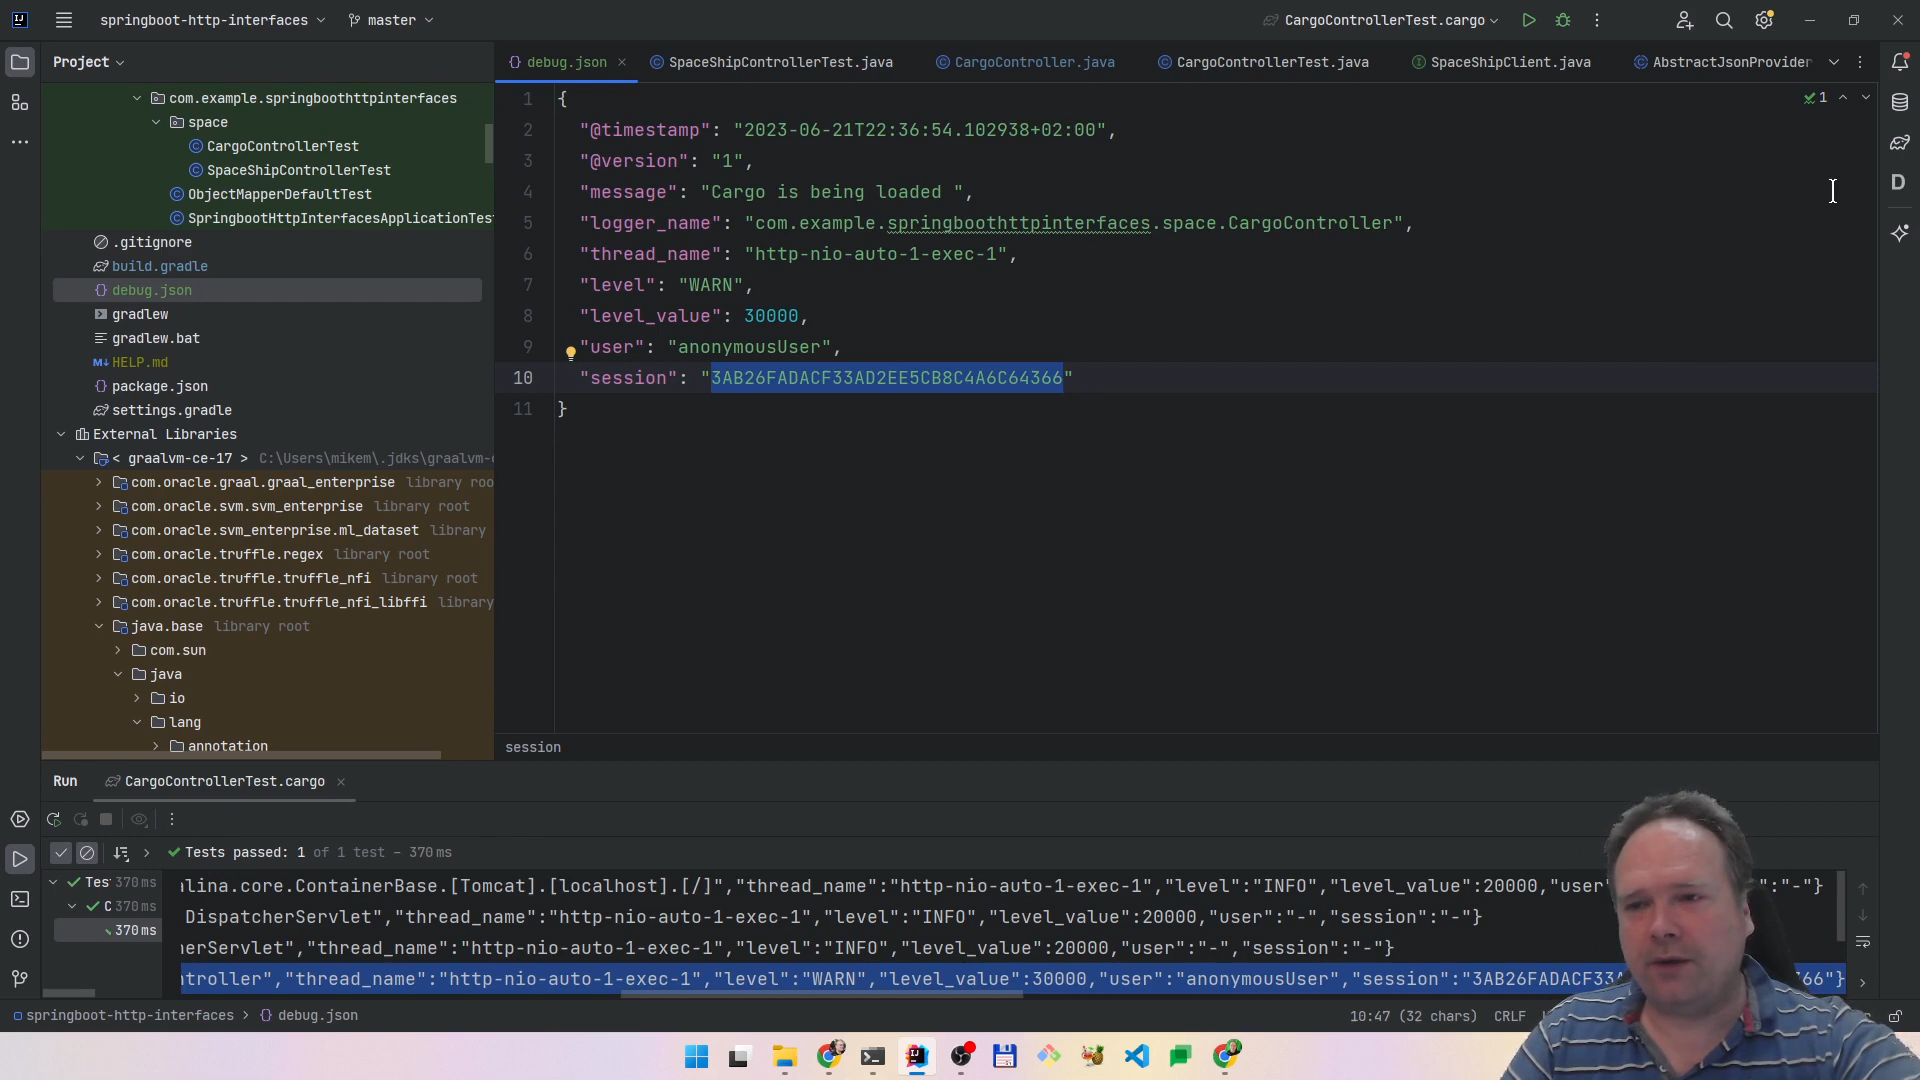 springboot-http-interfaces
master
CargoControllerTest.cargo
Project
debug.json
SpaceShipControllerTest.java
CargoController.java
CargoControllerTest.java
SpaceShipClient.java
AbstractJsonProvider
com.example.springboothttpinterfaces
space
CargoControllerTest
SpaceShipControllerTest
ObjectMapperDefaultTest
SpringbootHttpInterfacesApplicationTest
.gitignore
build.gradle
debug.json
gradlew
gradlew.bat
M↓ HELP.md
package.json
settings.gradle
External Libraries
< graalvm-ce-17 > C:\Users\mikem\.jdks\graalvm-
com.oracle.graal.graal_enterprise library roo
com.oracle.svm.svm_enterprise library root
com.oracle.svm_enterprise.ml_dataset library
com.oracle.truffle.regex library root
com.oracle.truffle.truffle_nfi library root
com.oracle.truffle.truffle_nfi_libffi library
java.base library root
com.sun
java
io
lang
annotation
1 {
2 "@timestamp": "2023-06-21T22:36:54.102938+02:00",
3 "@version": "1",
4 "message": "Cargo is being loaded ",
5 "logger_name": "com.example.springboothttpinterfaces.space.CargoController",
6 "thread_name": "http-nio-auto-1-exec-1",
7 "level": "WARN",
8 "level_value": 30000,
9 "user": "anonymousUser",
10 "session": "3AB26FADACF33AD2EE5CB8C4A6C64366"
11 }
1
D
session
Run
CargoControllerTest.cargo
Tests passed: 1 of 1 test – 370 ms
Tes 370 ms
C 370 ms
370 ms
alina.core.ContainerBase.[Tomcat].[localhost].[/]","thread_name":"http-nio-auto-1-exec-1","level":"INFO","level_value":20000,"user ":"-"}
DispatcherServlet","thread_name":"http-nio-auto-1-exec-1","level":"INFO","level_value":20000,"user":"-","session":"-"}
herServlet","thread_name":"http-nio-auto-1-exec-1","level":"INFO","level_value":20000,"user":"-","session":"-"}
ntroller","thread_name":"http-nio-auto-1-exec-1","level":"WARN","level_value":30000,"user":"anonymousUser","session":"3AB26FADACF33A 66"}
springboot-http-interfaces > debug.json
10:47 (32 chars)
CRLF